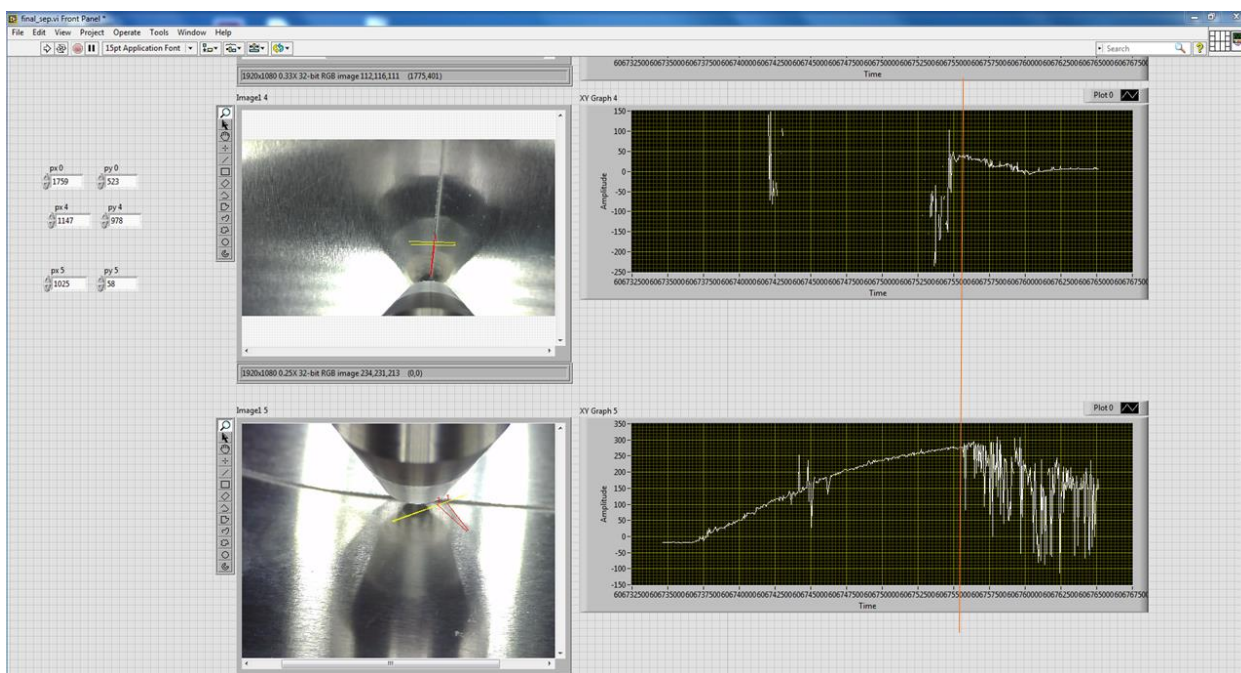 final_sep.vi Front Panel *
File Edit View Project Operate Tools Window Help
15pt Application Font
Search
1920x1080 0.33X 32-bit RGB image 112,116,111 (1775,401)
60673250060673500060673750060674000060674250060674500060674750060675000060675250060675500060675750060676000060676250060676500060676750
Time
Image1 4
XY Graph 4
Plot 0
px 0
py 0
1759
523
px 4
py 4
1147
978
px 5
py 5
1025
58
Amplitude
150
100
50
0
-50
-100
-150
-200
-250
60673250060673500060673750060674000060674250060674500060674750060675000060675250060675500060675750060676000060676250060676500060676750
Time
1920x1080 0.25X 32-bit RGB image 234,231,213 (0,0)
Image1 5
XY Graph 5
Plot 0
Amplitude
350
300
250
200
150
100
50
0
-50
-100
-150
60673250060673500060673750060674000060674250060674500060674750060675000060675250060675500060675750060676000060676250060676500060676750
Time